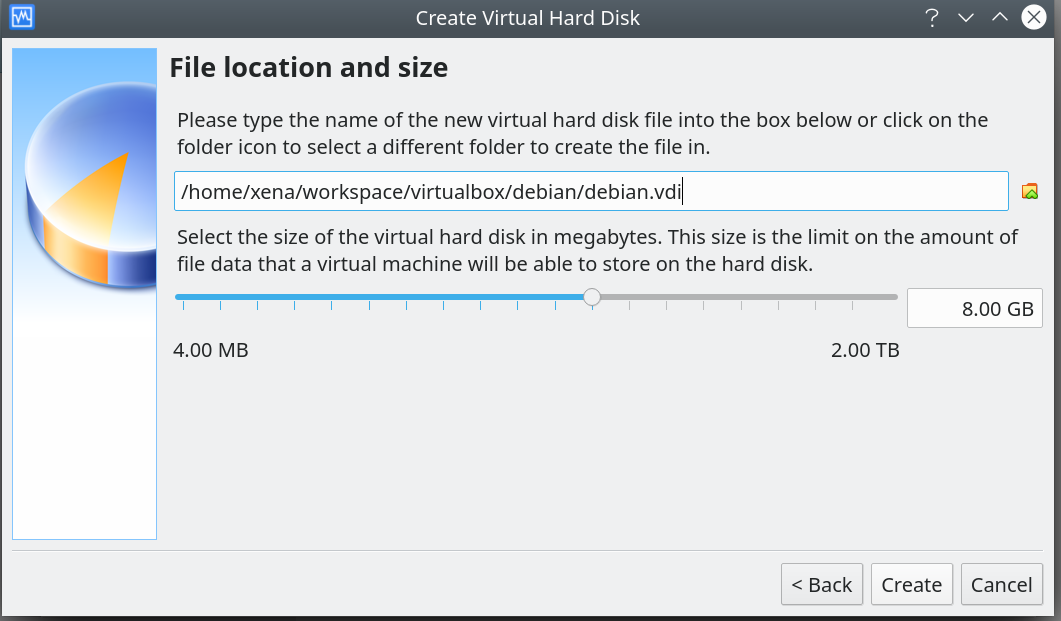 Create Virtual Hard Disk
File location and size
Please type the name of the new virtual hard disk file into the box below or click on the
folder icon to select a different folder to create the file in.
/home/xena/workspace/virtualbox/debian/debian.vdi
Select the size of the virtual hard disk in megabytes. This size is the limit on the amount of
file data that a virtual machine will be able to store on the hard disk.
8.00 GB
4.00 MB 2.00 TB
< Back Create Cancel